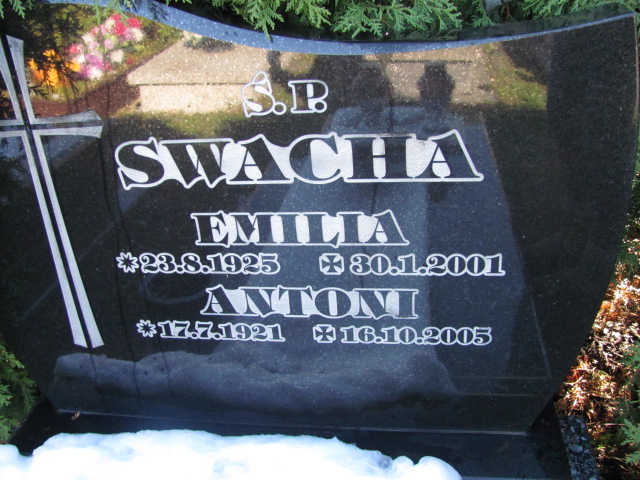 Ś.P.
SWACHA
EMILIA
23.8.1925 30.1.2001
ANTONI
17.7.1921 16.10.2005